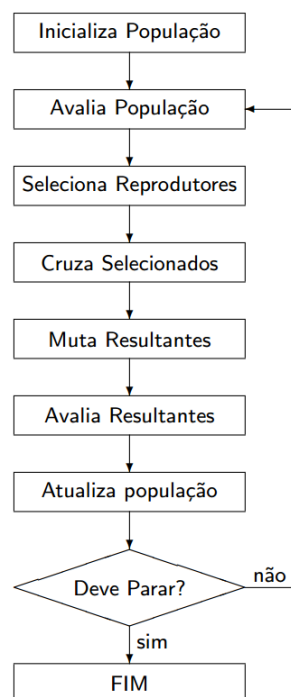 Inicializa População
Avalia População
Seleciona Reprodutores
Cruza Selecionados
Muta Resultantes
Avalia Resultantes
Atualiza população
Deve Parar?
não
sim
FIM